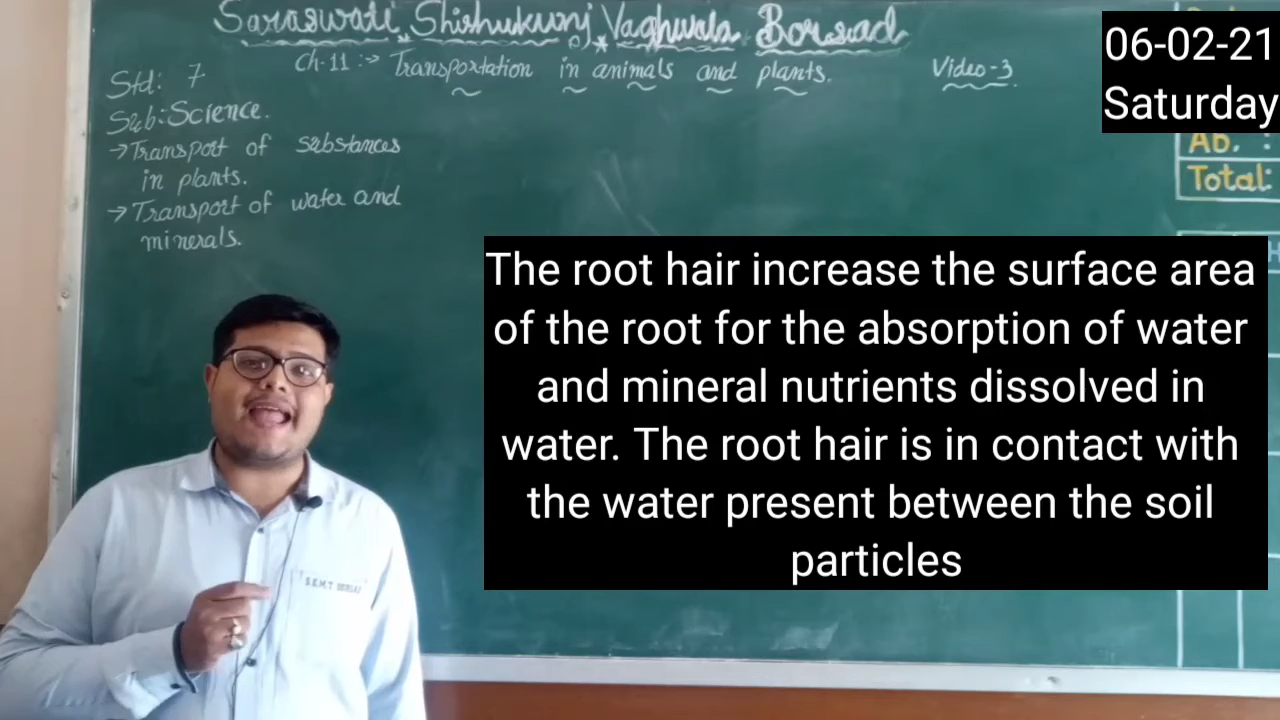 Saraswati Shishukunj Vaghwala Borsad
Ch-11 :-> Transportation in animals and plants.
Video-3
Std: 7
Sub: Science.
→ Transport of substances
in plants.
→ Transport of water and
minerals.
06-02-21
Saturday
Ab. :
Total:
The root hair increase the surface area
of the root for the absorption of water
and mineral nutrients dissolved in
water. The root hair is in contact with
the water present between the soil
particles